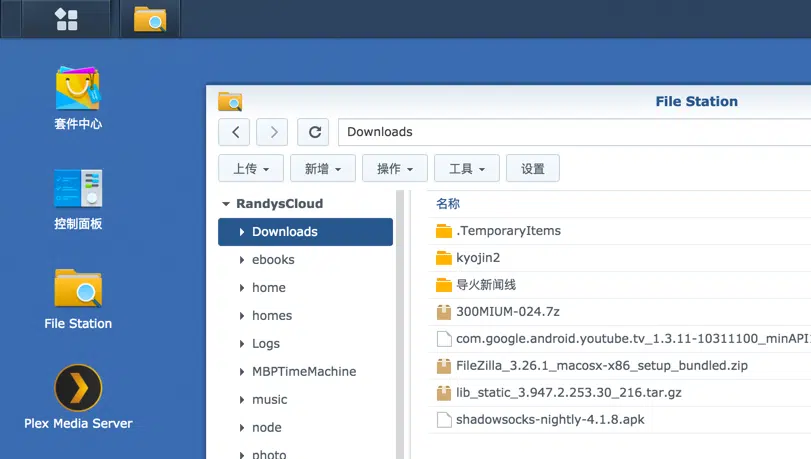 File Station
Downloads
上传 新增 操作 工具 设置
套件中心
控制面板
File Station
Plex Media Server
RandysCloud
Downloads
ebooks
home
homes
Logs
MBPTimeMachine
music
node
photo
名称
.TemporaryItems
kyojin2
导火新闻线
300MIUM-024.7z
com.google.android.youtube.tv_1.3.11-10311100_minAPI
FileZilla_3.26.1_macosx-x86_setup_bundled.zip
lib_static_3.947.2.253.30_216.tar.gz
shadowsocks-nightly-4.1.8.apk